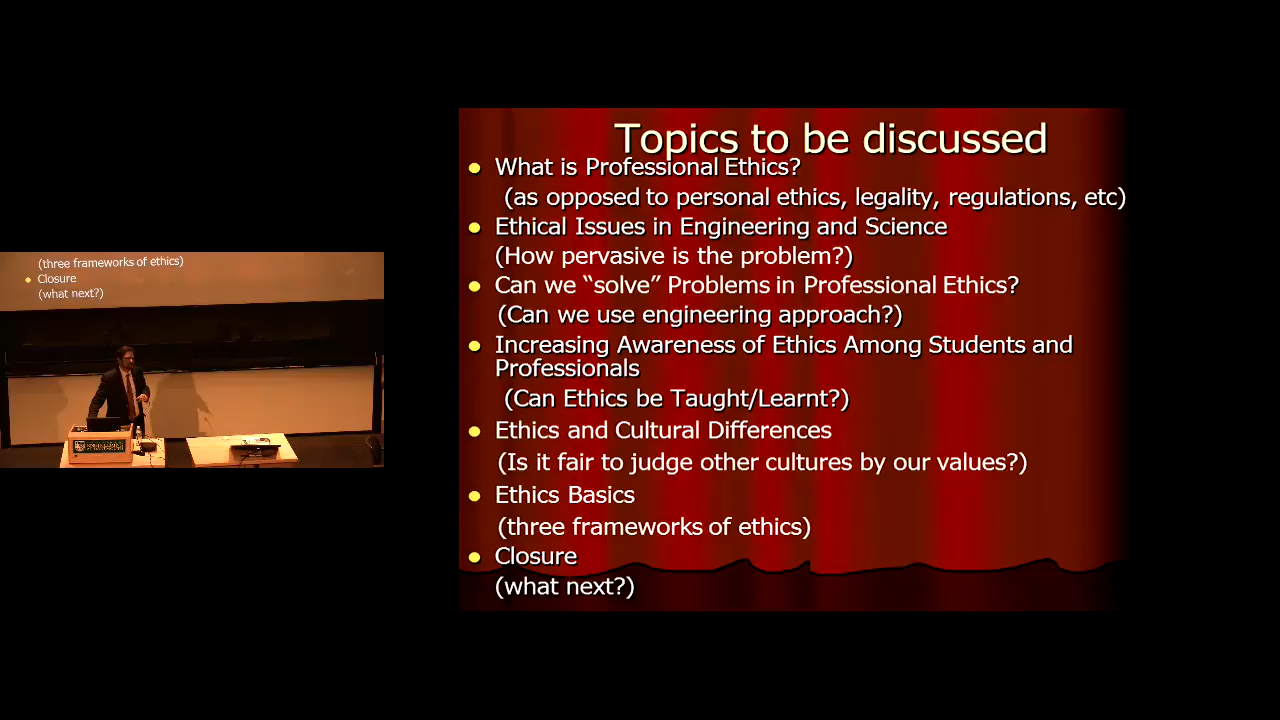 Topics to be discussed
What is Professional Ethics?
(as opposed to personal ethics, legality, regulations, etc)
Ethical Issues in Engineering and Science
(How pervasive is the problem?)
Can we “solve” Problems in Professional Ethics?
(Can we use engineering approach?)
Increasing Awareness of Ethics Among Students and
Professionals
(Can Ethics be Taught/Learnt?)
Ethics and Cultural Differences
(Is it fair to judge other cultures by our values?)
Ethics Basics
(three frameworks of ethics)
Closure
(what next?)
(three frameworks of ethics)
Closure
(what next?)